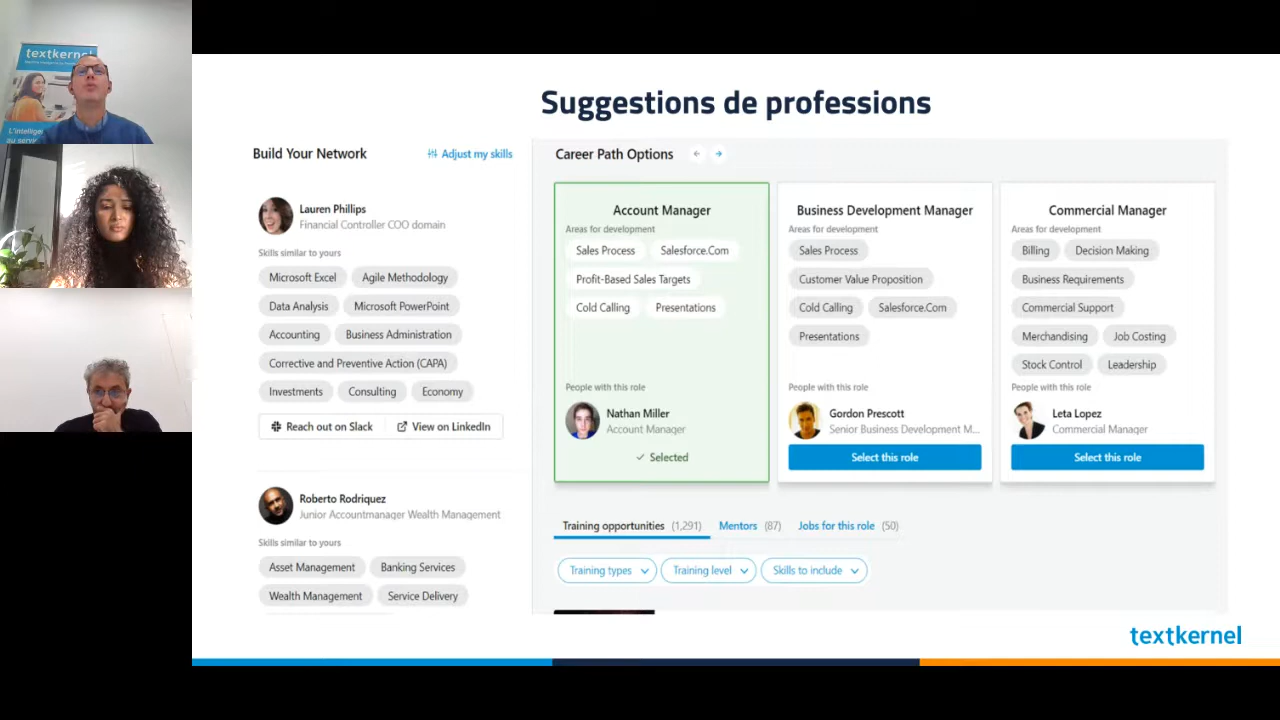 textkernel
L'intellig
au servi
Suggestions de professions
Build Your Network
Adjust my skills
Lauren Phillips
Financial Controller COO domain
Skills similar to yours
Microsoft Excel Agile Methodology
Data Analysis Microsoft PowerPoint
Accounting Business Administration
Corrective and Preventive Action (CAPA)
Investments Consulting Economy
Reach out on Slack View on LinkedIn
Roberto Rodriquez
Junior Accountmanager Wealth Management
Skills similar to yours
Asset Management Banking Services
Wealth Management Service Delivery
Career Path Options
Account Manager
Areas for development
Sales Process Salesforce.Com
Profit-Based Sales Targets
Cold Calling Presentations
People with this role
Nathan Miller
Account Manager
Selected
Business Development Manager
Areas for development
Sales Process
Customer Value Proposition
Cold Calling Salesforce.Com
Presentations
People with this role
Gordon Prescott
Senior Business Development M...
Select this role
Commercial Manager
Areas for development
Billing Decision Making
Business Requirements
Commercial Support
Merchandising Job Costing
Stock Control Leadership
People with this role
Leta Lopez
Commercial Manager
Select this role
Training opportunities (1,291) Mentors (87) Jobs for this role (50)
Training types Training level Skills to include
textkernel